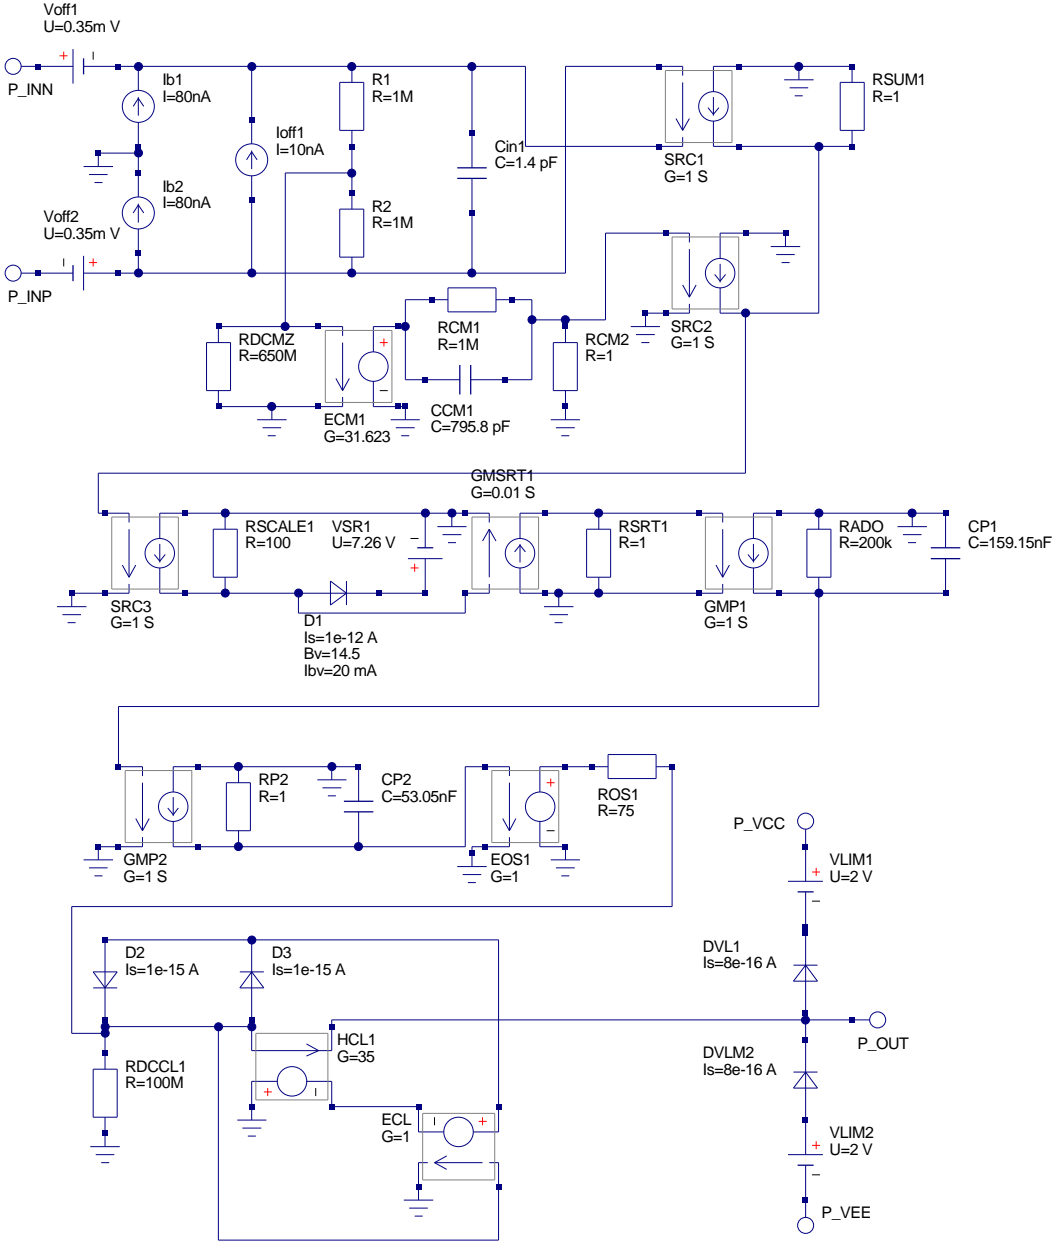 Voff1
U=0.35m V
P_INN
Ib1
I=80nA
Ioff1
I=10nA
R1
R=1M
Cin1
C=1.4 pF
SRC1
G=1 S
RSUM1
R=1
Ib2
I=80nA
Voff2
U=0.35m V
P_INP
R2
R=1M
SRC2
G=1 S
RDCMZ
R=650M
ECM1
G=31.623
RCM1
R=1M
CCM1
C=795.8 pF
RCM2
R=1
GMSRT1
G=0.01 S
SRC3
G=1 S
RSCALE1
R=100
VSR1
U=7.26 V
D1
Is=1e-12 A
Bv=14.5
Ibv=20 mA
RSRT1
R=1
GMP1
G=1 S
RADO
R=200k
CP1
C=159.15nF
GMP2
G=1 S
RP2
R=1
CP2
C=53.05nF
EOS1
G=1
ROS1
R=75
P_VCC
VLIM1
U=2 V
DVL1
Is=8e-16 A
D2
Is=1e-15 A
D3
Is=1e-15 A
HCL1
G=35
P_OUT
RDCCL1
R=100M
DVLM2
Is=8e-16 A
ECL
G=1
VLIM2
U=2 V
P_VEE